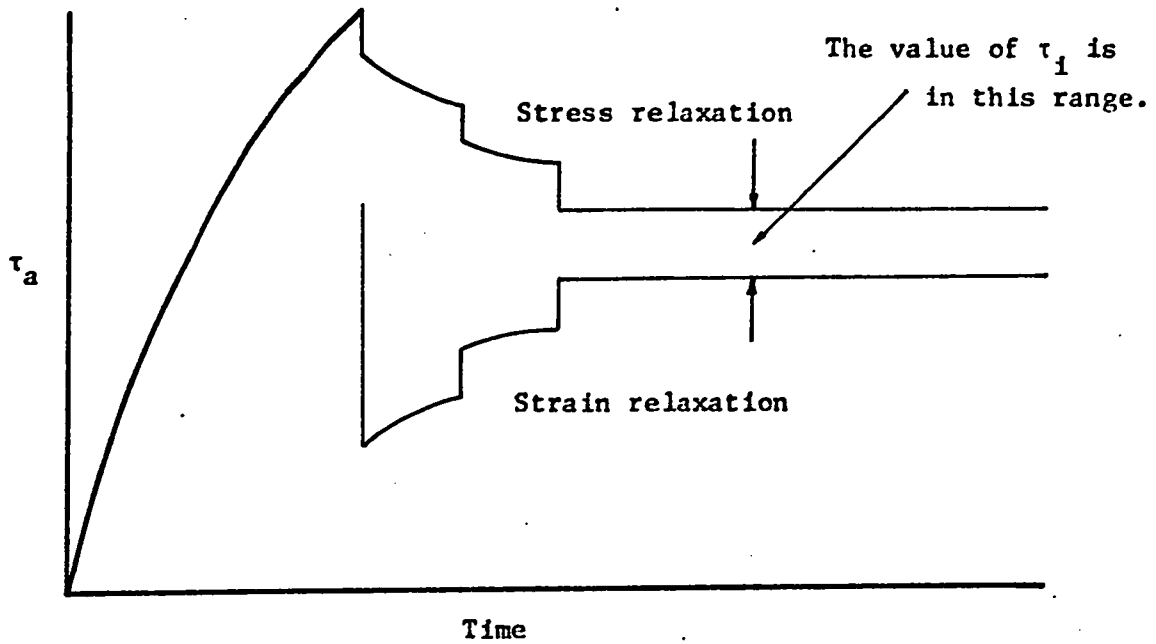 The value of τi is
in this range.
Stress relaxation
τa
Strain relaxation
Time